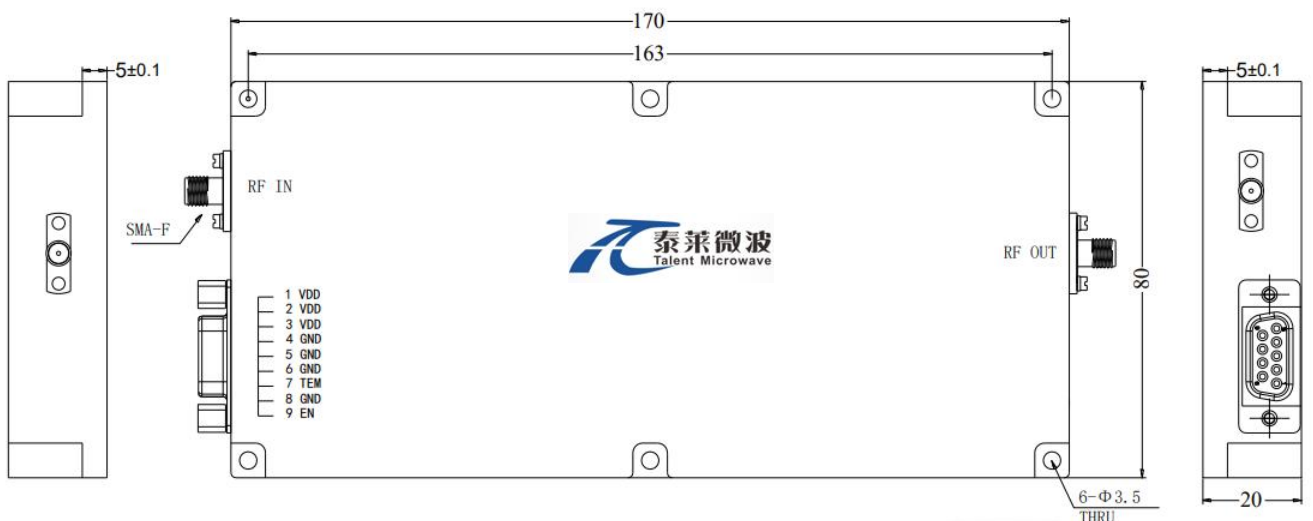 170
163
5±0.1
5±0.1
RF IN
SMA-F
泰莱微波
Talent Microwave
RF OUT
80
1 VDD
2 VDD
3 VDD
4 GND
5 GND
6 GND
7 TEM
8 GND
9 EN
6-Φ3.5
THRU
20